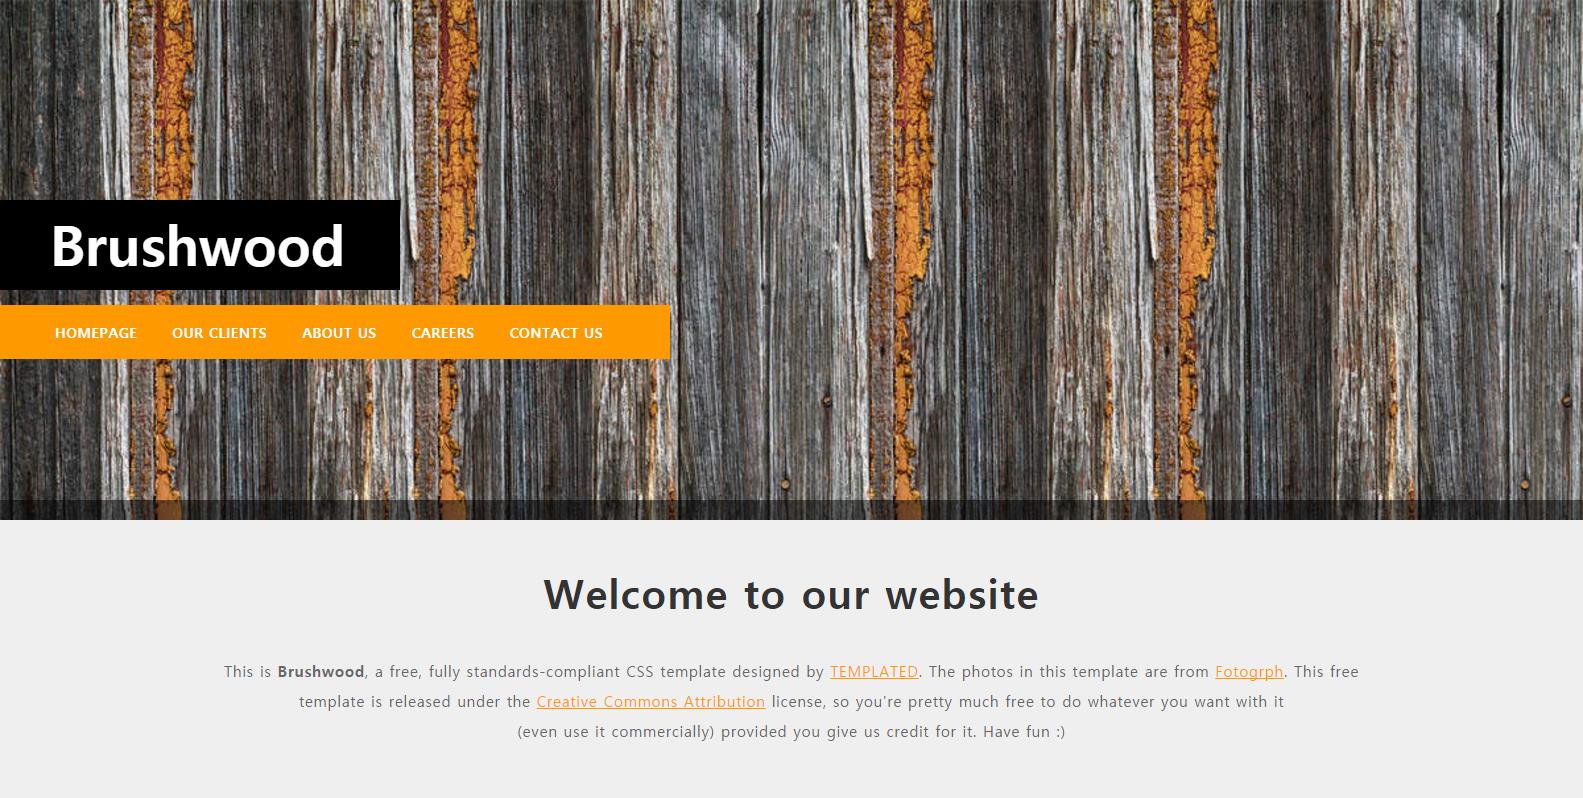 Brushwood
HOMEPAGE OUR CLIENTS ABOUT US CAREERS CONTACT US
Welcome to our website
This is Brushwood, a free, fully standards-compliant CSS template designed by TEMPLATED. The photos in this template are from Fotogrph. This free
template is released under the Creative Commons Attribution license, so you're pretty much free to do whatever you want with it
(even use it commercially) provided you give us credit for it. Have fun :)